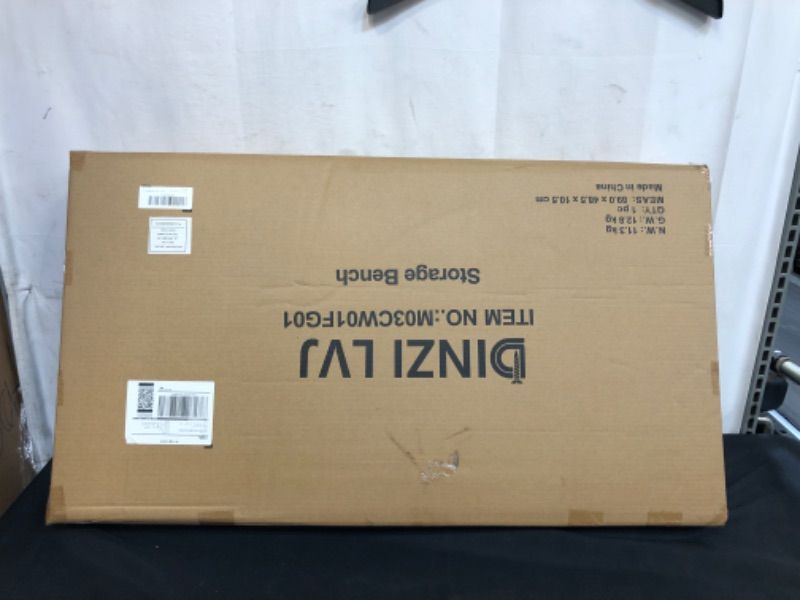 DINZI LVJ
ITEM NO.:M03CW01FG01
Storage Bench
N.W.: 11.3 kg
G.W.: 12.8 kg
QTY: 1 pc
MEAS: 89.0 x 48.5 x 10.5 cm
Made in China